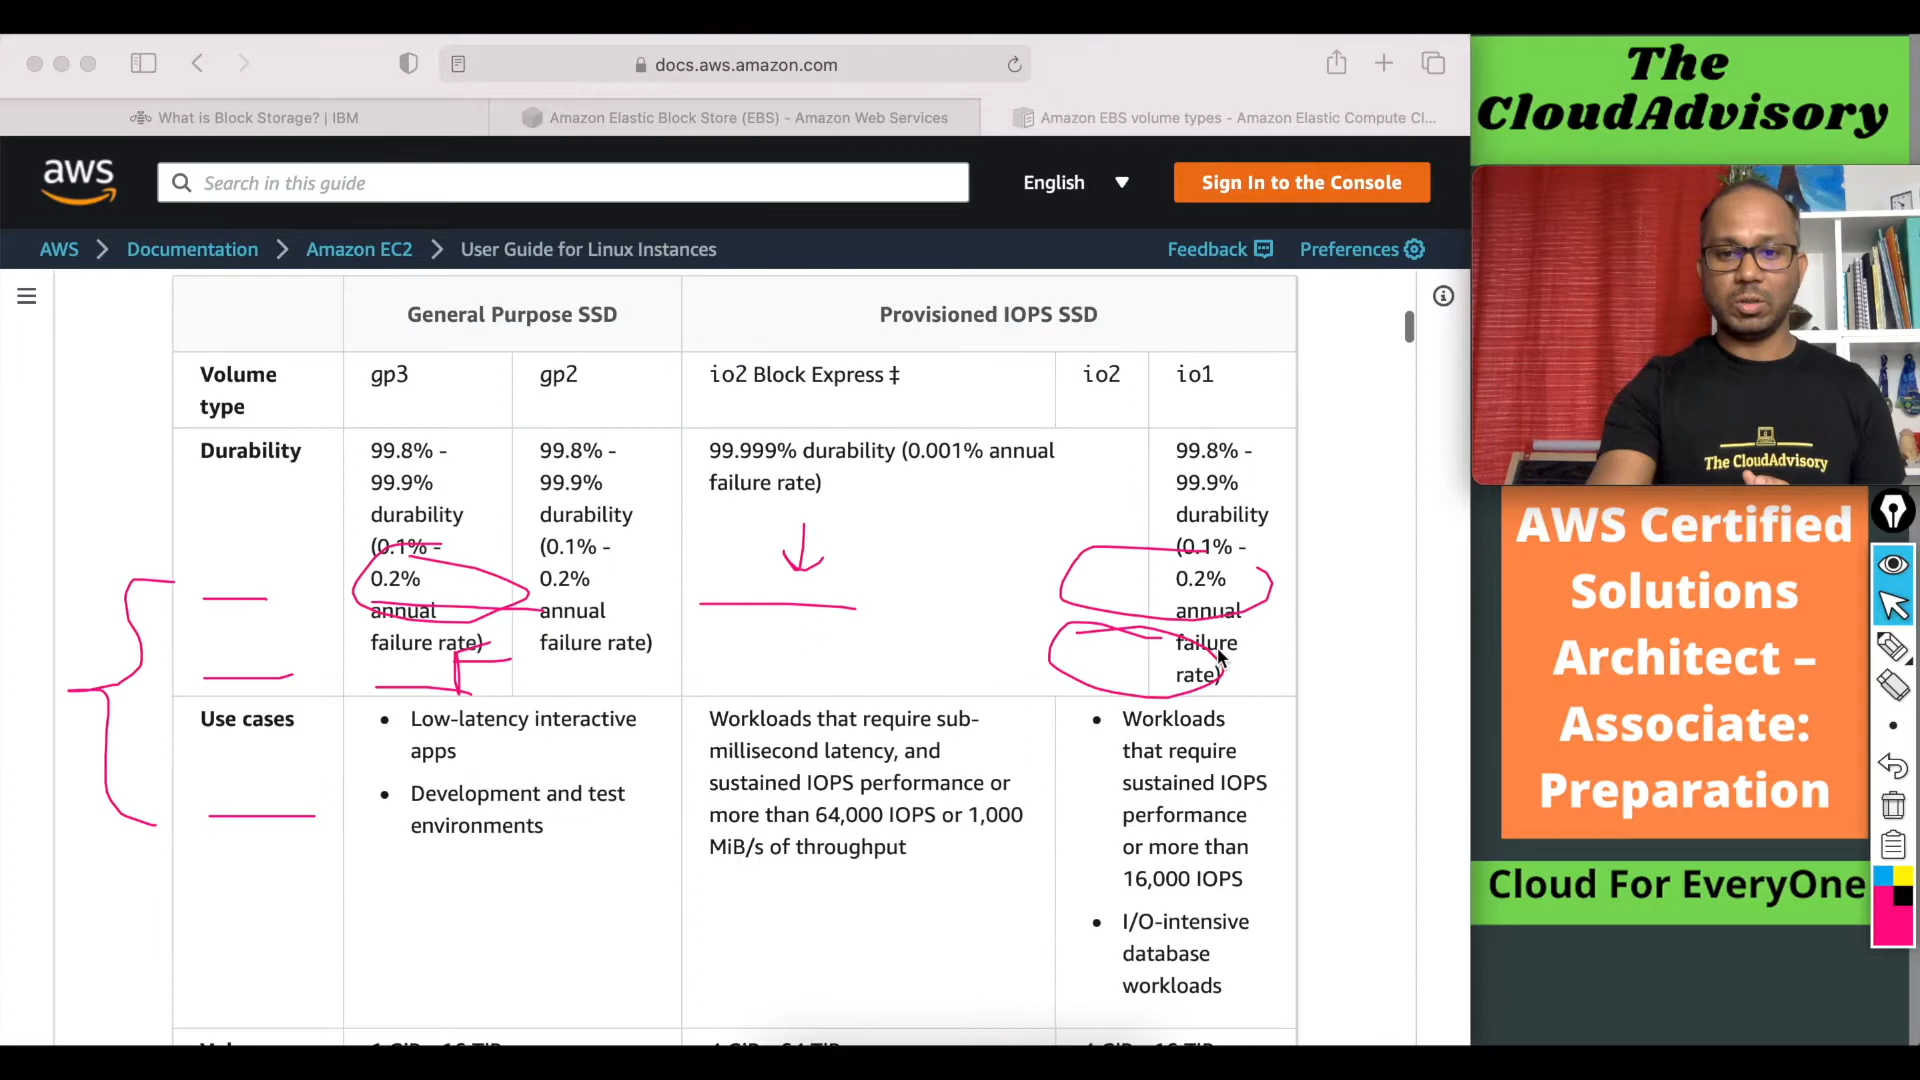 docs.aws.amazon.com
What is Block Storage? | IBM
Amazon Elastic Block Store (EBS) - Amazon Web Services
Amazon EBS volume types - Amazon Elastic Compute Cl...
aws
Search in this guide
English
Sign In to the Console
AWS
Documentation
Amazon EC2
User Guide for Linux Instances
Feedback
Preferences
General Purpose SSD
Provisioned IOPS SSD
Volume
type
gp3
gp2
io2 Block Express ‡
io2
io1
Durability
99.8% -
99.9%
durability
(0.1% -
0.2%
annual
failure rate)
99.8% -
99.9%
durability
(0.1% -
0.2%
annual
failure rate)
99.999% durability (0.001% annual
failure rate)
99.8% -
99.9%
durability
(0.1% -
0.2%
annual
failure
rate)
Use cases
• Low-latency interactive
apps
• Development and test
environments
Workloads that require sub-
millisecond latency, and
sustained IOPS performance or
more than 64,000 IOPS or 1,000
MiB/s of throughput
• Workloads
that require
sustained IOPS
performance
or more than
16,000 IOPS
• I/O-intensive
database
workloads
The
CloudAdvisory
The CloudAdvisory
AWS Certified
Solutions
Architect –
Associate:
Preparation
Cloud For EveryOne